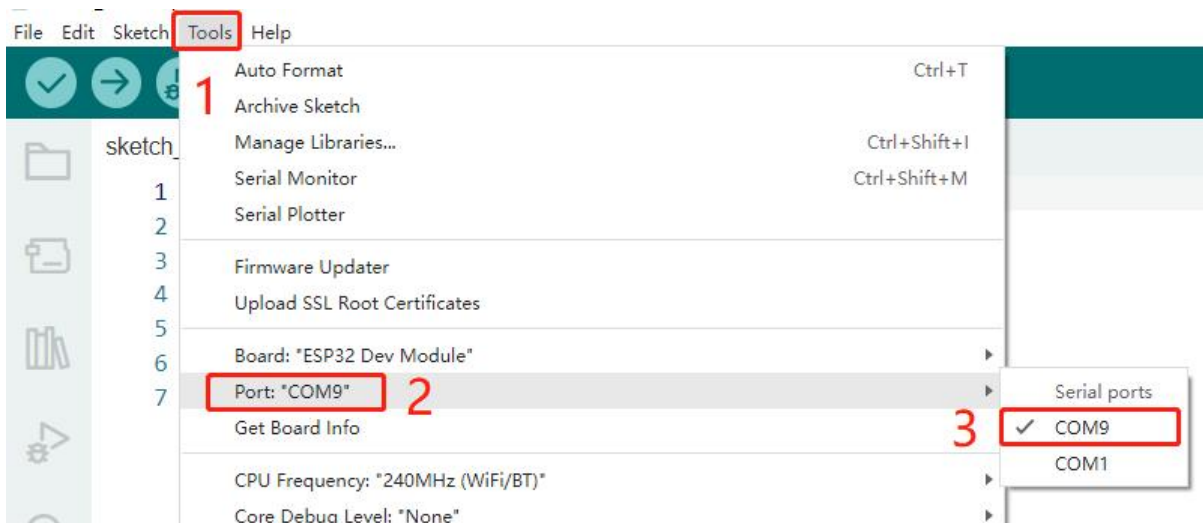 File Edit Sketch Tools Help
1
Auto Format Ctrl+T
Archive Sketch
sketch_
Manage Libraries... Ctrl+Shift+I
1
Serial Monitor Ctrl+Shift+M
2
Serial Plotter
3
Firmware Updater
4
Upload SSL Root Certificates
5
Board: "ESP32 Dev Module"
6
7
Port: "COM9" 2
Serial ports
Get Board Info
3 ✓ COM9
COM1
CPU Frequency: "240MHz (WiFi/BT)"
Core Debug Level: "None"